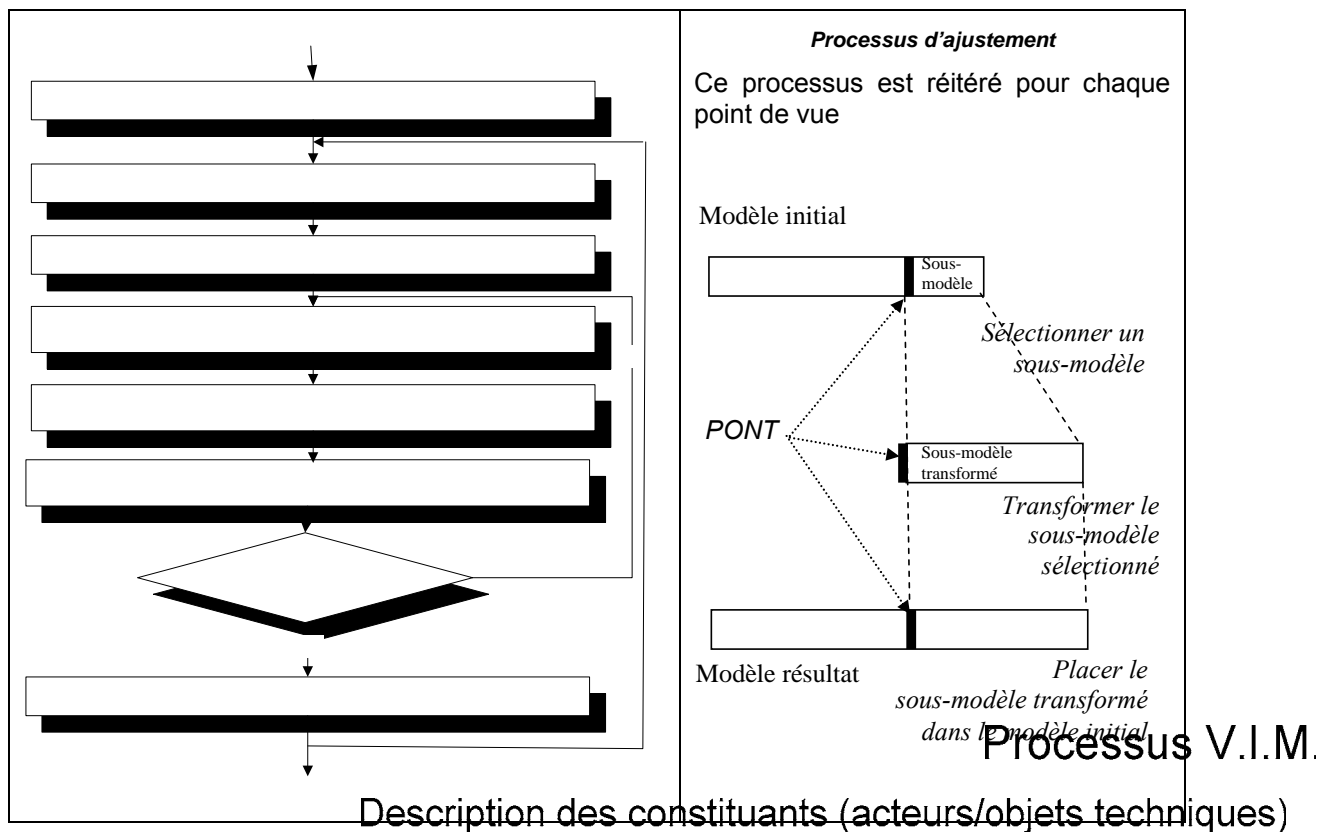 Processus d'ajustement
Ce processus est réitéré pour chaque
point de vue
Modèle initial
Sous-
modèle
Sélectionner un
sous-modèle
PONT
Sous-modèle
transformé
Transformer le
sous-modèle
sélectionné
Modèle résultat
Placer le
sous-modèle transformé
dans le modèle initial
Processus V.I.M.
Description des constituants (acteurs/objets techniques)